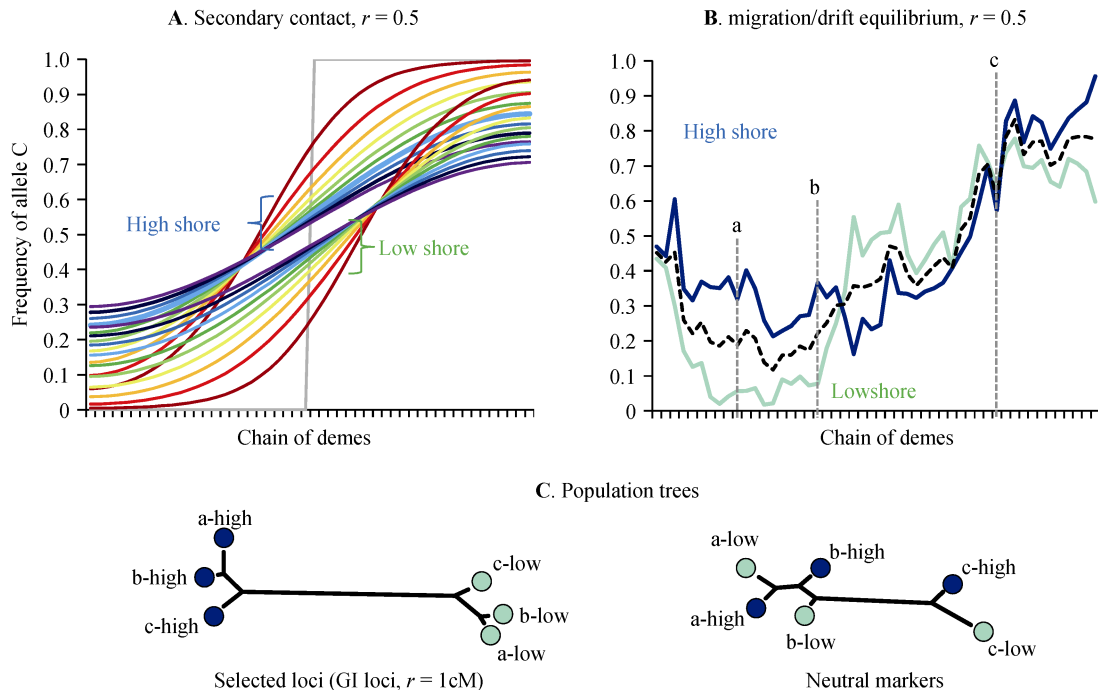 A. Secondary contact, r = 0.5
Frequency of allele C
1.0
0.9
0.8
0.7
0.6
0.5
0.4
0.3
0.2
0.1
0
High shore
Low shore
Chain of demes
B. migration/drift equilibrium, r = 0.5
1.0
0.9
0.8
0.7
0.6
0.5
0.4
0.3
0.2
0.1
0
High shore
a
b
c
Lowshore
Chain of demes
C. Population trees
a-high
b-high
c-high
c-low
b-low
a-low
Selected loci (GI loci, r = 1cM)
a-low
b-high
c-high
a-high
b-low
c-low
Neutral markers